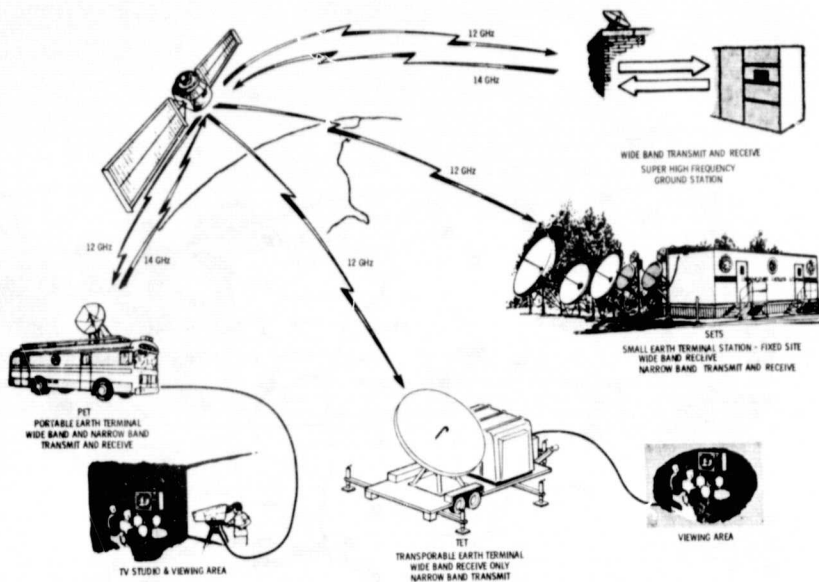 12 GHz
14 GHz
WIDE BAND TRANSMIT AND RECEIVE
SUPER HIGH FREQUENCY
GROUND STATION
12 GHz
12 GHz
14 GHz
12 GHz
SETS
SMALL EARTH TERMINAL STATION - FIXED SITE
WIDE BAND RECEIVE
NARROW BAND TRANSMIT AND RECEIVE
PET
PORTABLE EARTH TERMINAL
WIDE BAND AND NARROW BAND
TRANSMIT AND RECEIVE
TV STUDIO & VIEWING AREA
TET
TRANSPORABLE EARTH TERMINAL
WIDE BAND RECEIVE ONLY
NARROW BAND TRANSMIT
VIEWING AREA